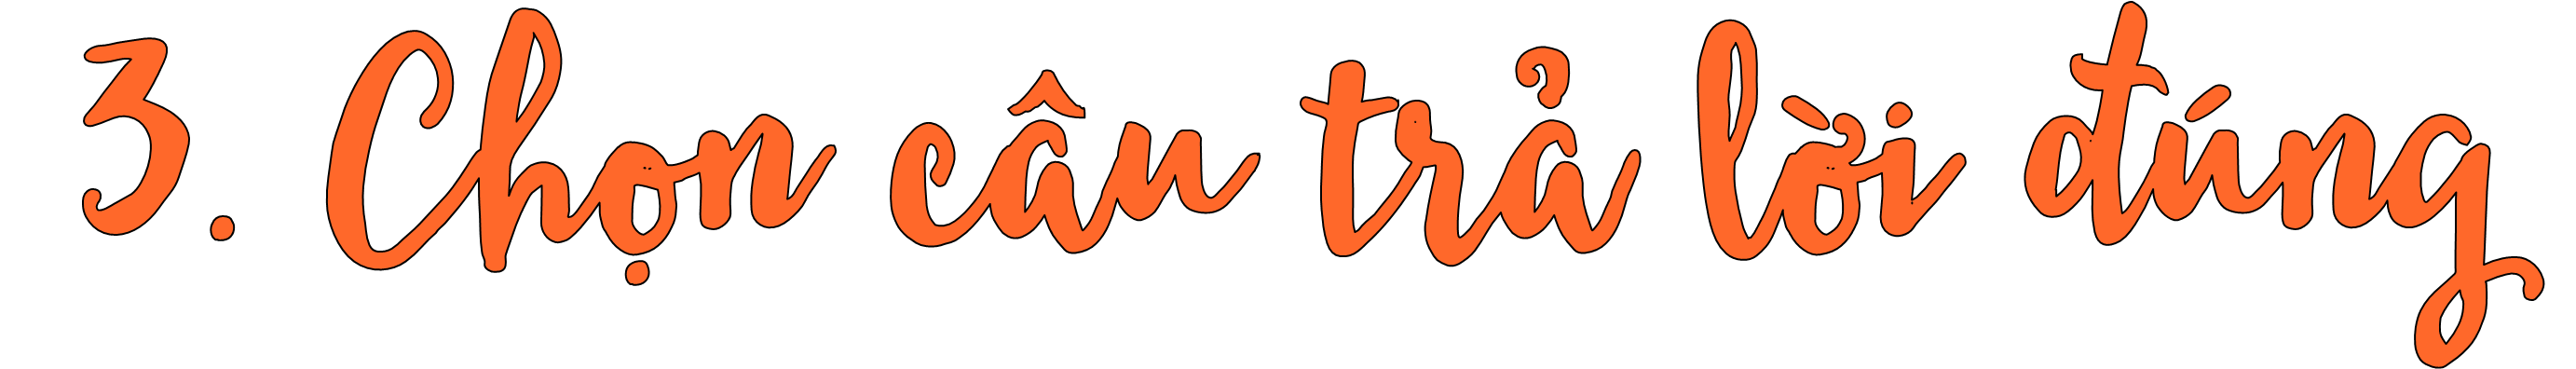 3. Chọn câu trả lời đúng